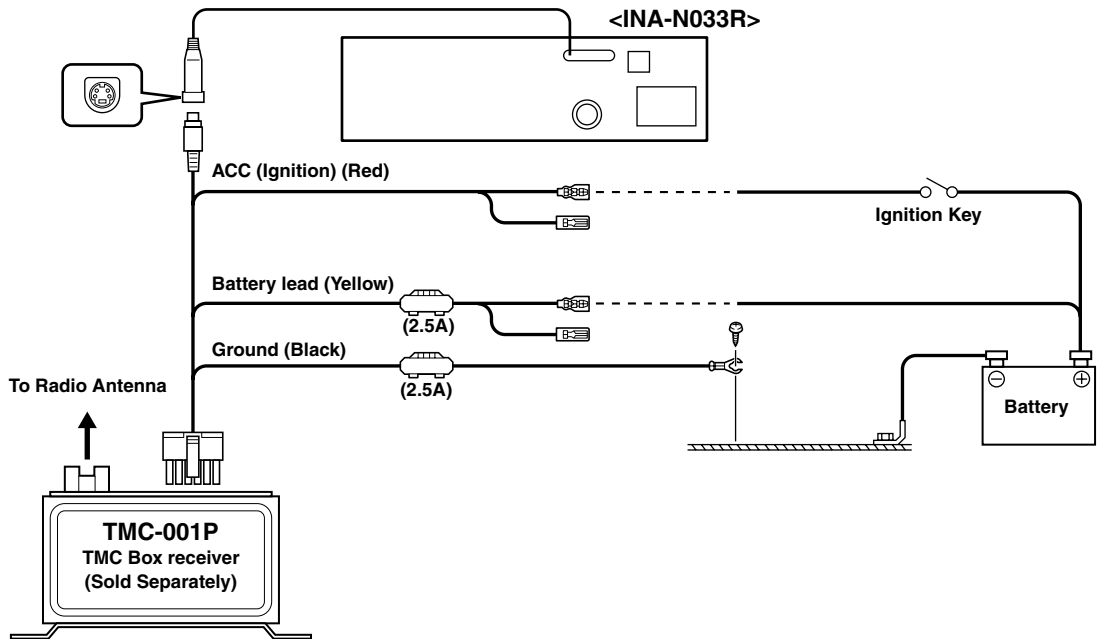 <INA-N033R>
ACC (Ignition) (Red)
Ignition Key
Battery lead (Yellow)
(2.5A)
Ground (Black)
(2.5A)
To Radio Antenna
Battery
TMC-001P
TMC Box receiver
(Sold Separately)